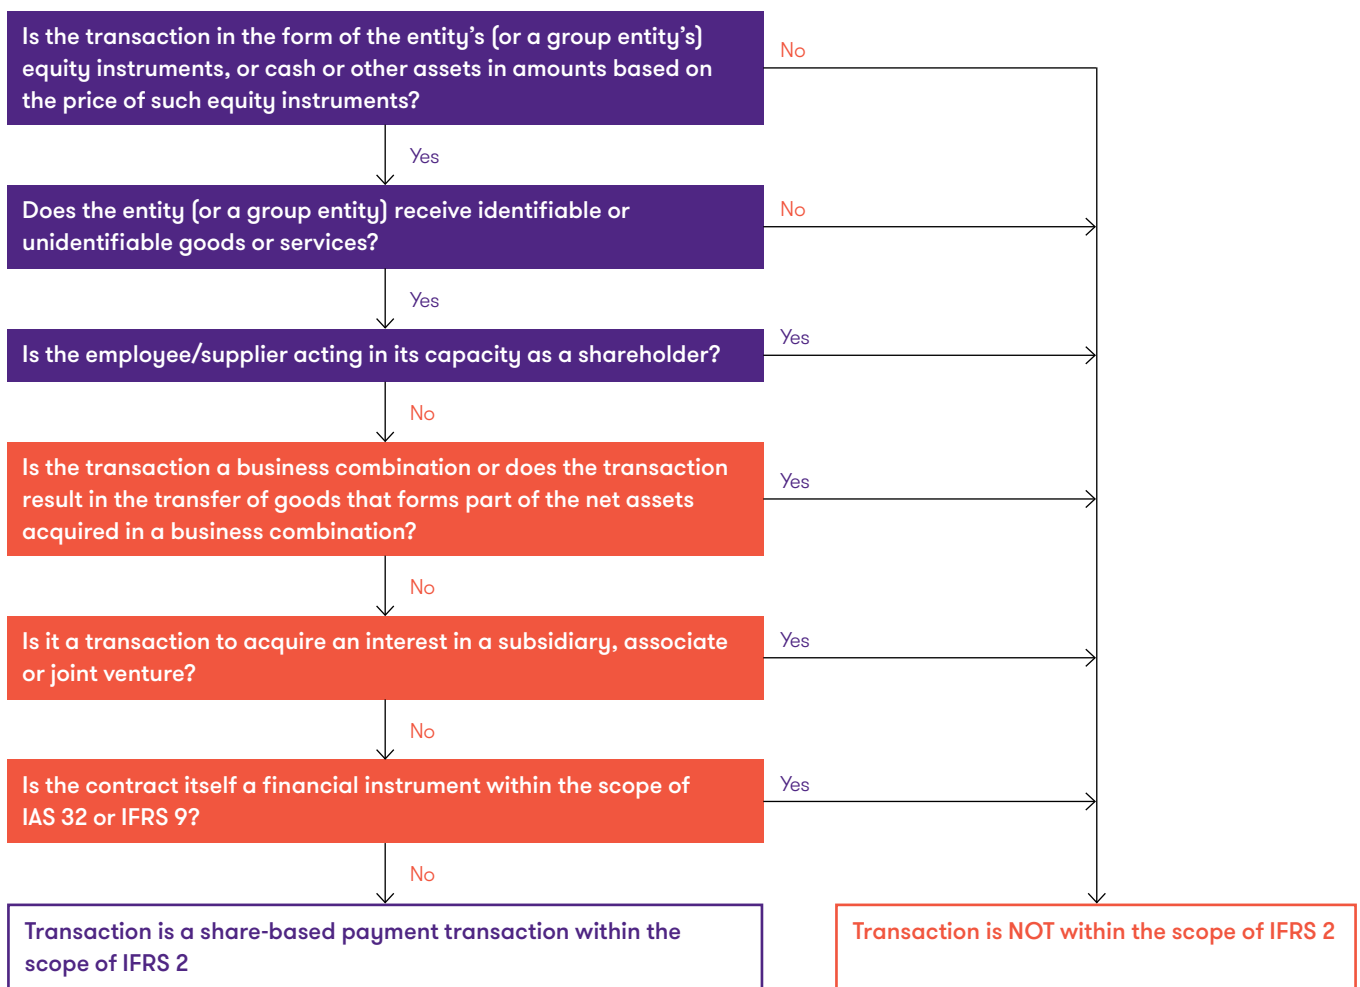 Is the transaction in the form of the entity's (or a group entity's)
equity instruments, or cash or other assets in amounts based on
the price of such equity instruments?
No
Yes
Does the entity (or a group entity) receive identifiable or
unidentifiable goods or services?
No
Yes
Is the employee/supplier acting in its capacity as a shareholder?
Yes
No
Is the transaction a business combination or does the transaction
result in the transfer of goods that forms part of the net assets
acquired in a business combination?
Yes
No
Is it a transaction to acquire an interest in a subsidiary, associate
or joint venture?
Yes
No
Is the contract itself a financial instrument within the scope of
IAS 32 or IFRS 9?
Yes
No
Transaction is a share-based payment transaction within the
scope of IFRS 2
Transaction is NOT within the scope of IFRS 2